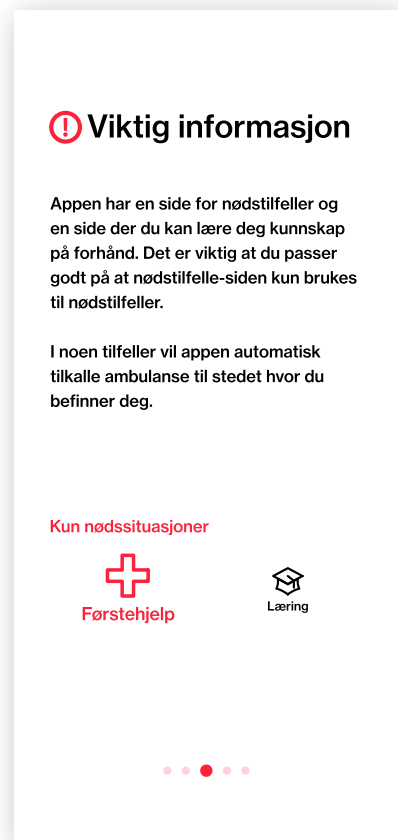 Viktig informasjon
Appen har en side for nødstilfeller og
en side der du kan lære deg kunnskap
på forhånd. Det er viktig at du passer
godt på at nødstilfelle-siden kun brukes
til nødstilfeller.
I noen tilfeller vil appen automatisk
tilkalle ambulanse til stedet hvor du
befinner deg.
Kun nødssituasjoner
Førstehjelp
Læring